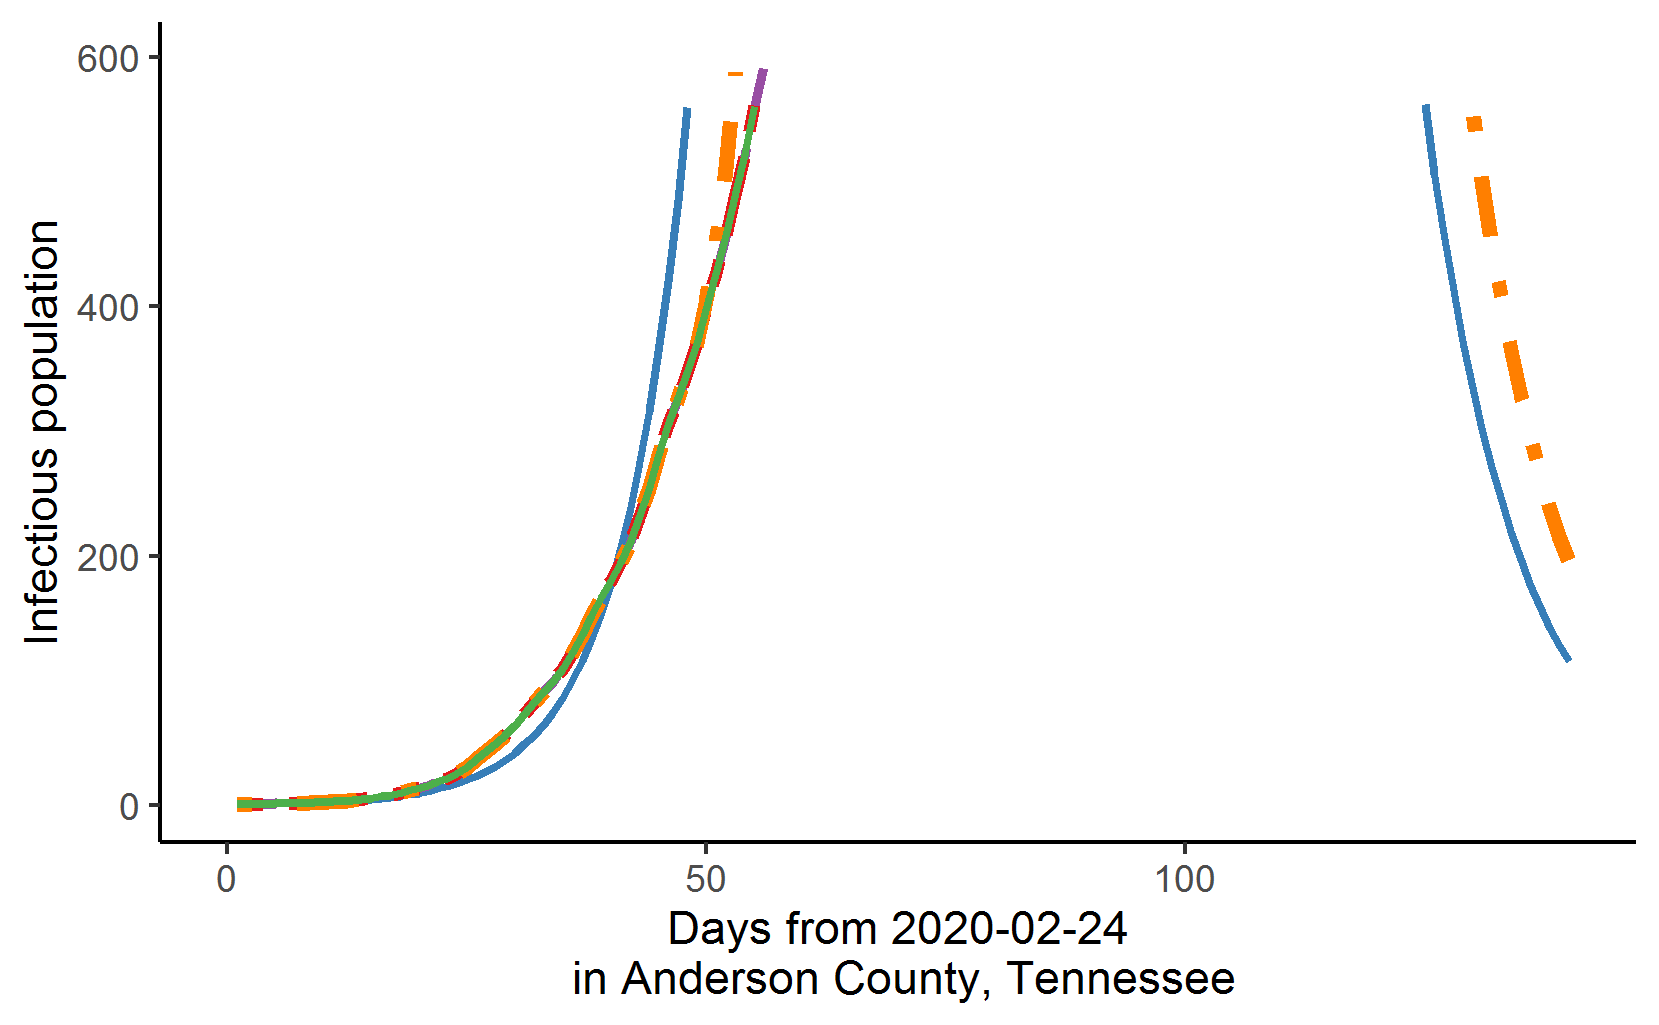 600
400
200
0
Infectious population
0 50 100
Days from 2020-02-24
in Anderson County, Tennessee